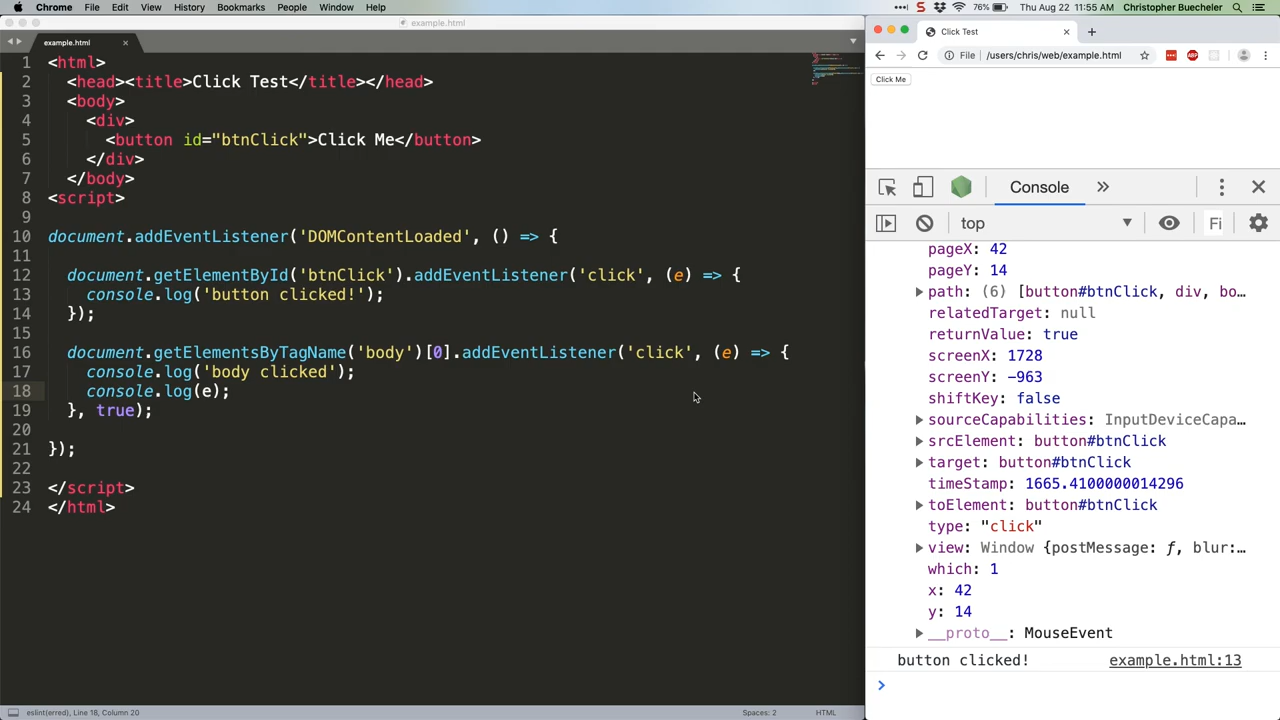 Chrome File Edit View History Bookmarks People Window Help
76% Thu Aug 22 11:55 AM Christopher Buecheler
example.html
example.html ×
1 <html>
2 <head><title>Click Test</title></head>
3 <body>
4 <div>
5 <button id="btnClick">Click Me</button>
6 </div>
7 </body>
8 <script>
9
10 document.addEventListener('DOMContentLoaded', () => {
11
12 document.getElementById('btnClick').addEventListener('click', (e) => {
13 console.log('button clicked!');
14 });
15
16 document.getElementsByTagName('body')[0].addEventListener('click', (e) => {
17 console.log('body clicked');
18 console.log(e);
19 }, true);
20
21 });
22
23 </script>
24 </html>
eslint(erred), Line 18, Column 20
Spaces: 2 HTML
Click Test
File /users/chris/web/example.html
ABP
Click Me
Console
top
Fi
pageX: 42
pageY: 14
path: (6) [button#btnClick, div, bo…
relatedTarget: null
returnValue: true
screenX: 1728
screenY: -963
shiftKey: false
sourceCapabilities: InputDeviceCapa…
srcElement: button#btnClick
target: button#btnClick
timeStamp: 1665.4100000014296
toElement: button#btnClick
type: "click"
view: Window {postMessage: ƒ, blur:…
which: 1
x: 42
y: 14
__proto__: MouseEvent
button clicked! example.html:13